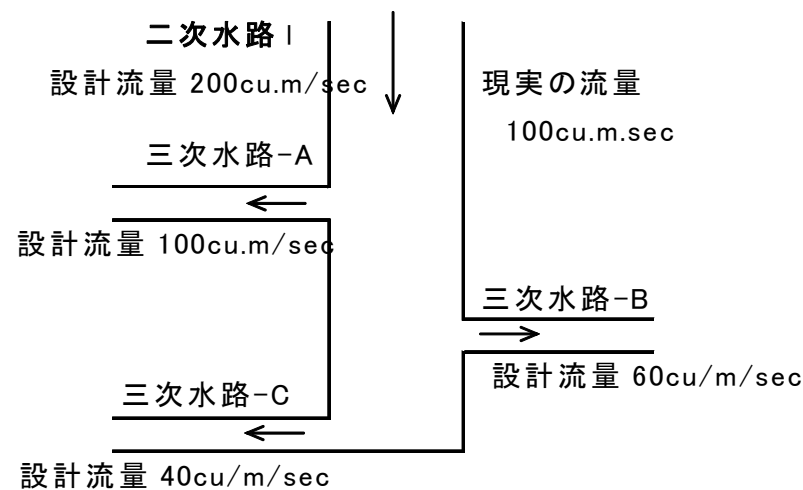 二次水路 I
設計流量 200cu.m/sec
現実の流量
100cu.m.sec
三次水路-A
設計流量 100cu.m/sec
三次水路-B
設計流量 60cu/m/sec
三次水路-C
設計流量 40cu/m/sec